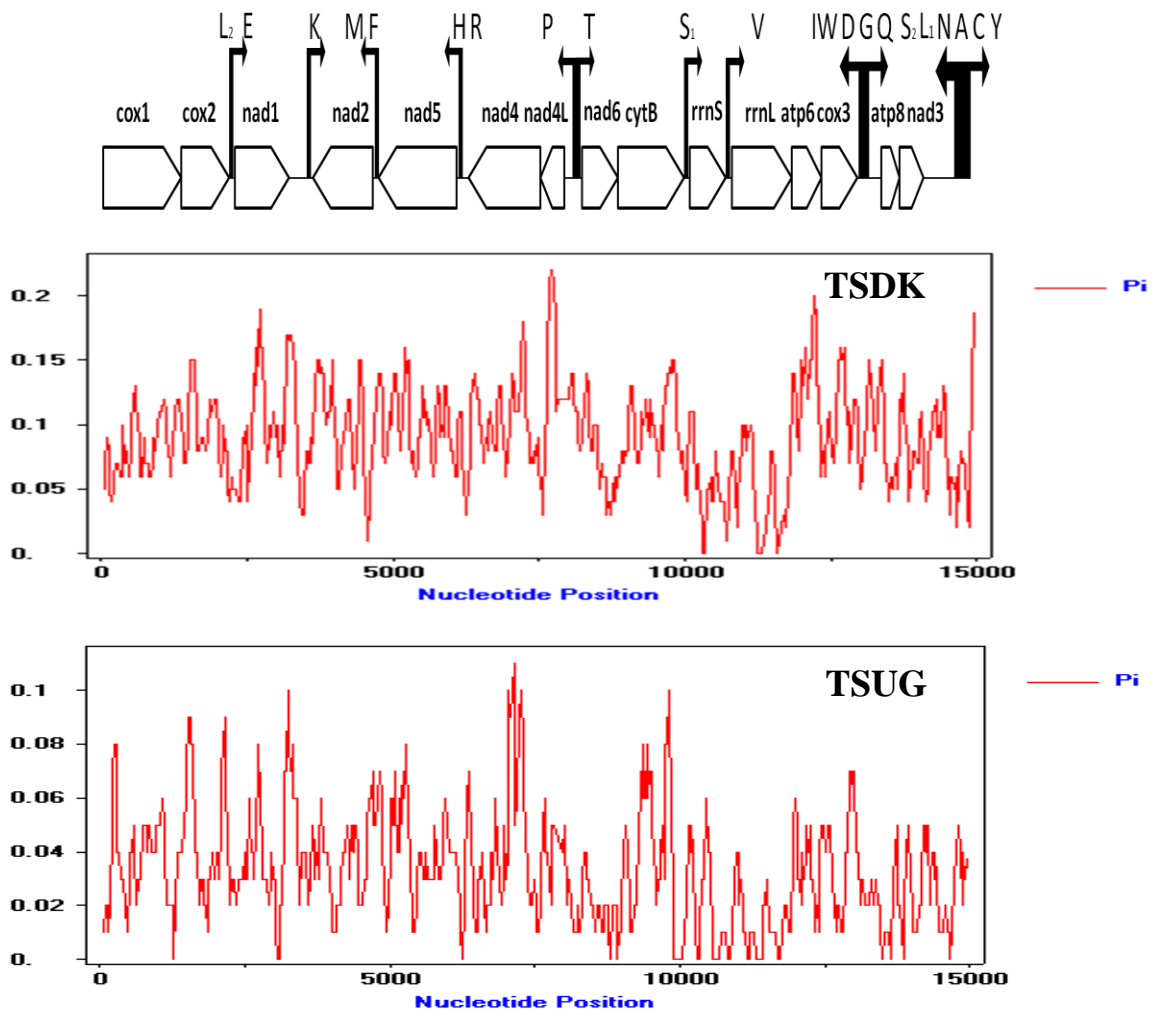 L2 E K M F H R P T S1 V I W D G Q S2 L1 N A C Y
cox1 cox2 nad1 nad2 nad5 nad4 nad4L nad6 cytB rrnS rrnL atp6 cox3 atp8 nad3
TSDK
Pi
0.2
0.15
0.1
0.05
0.
0 5000 10000 15000
Nucleotide Position
TSUG
Pi
0.1
0.08
0.06
0.04
0.02
0.
0 5000 10000 15000
Nucleotide Position